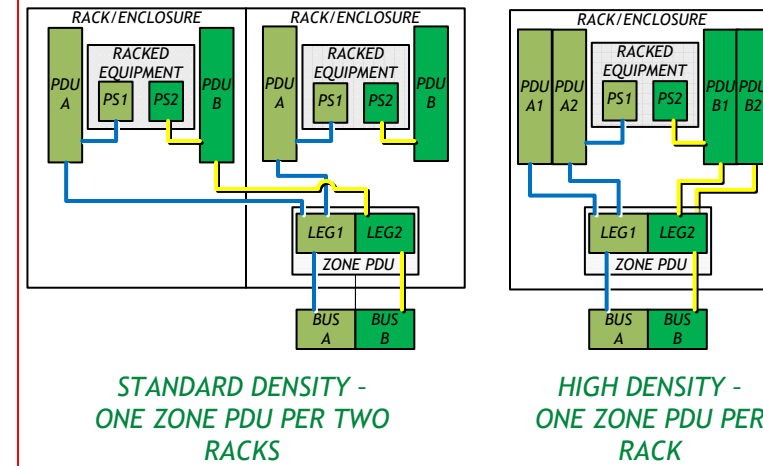 RACK/ENCLOSURE
RACKED
EQUIPMENT
PDU
A
PS1
PS2
PDU
B
RACK/ENCLOSURE
RACKED
EQUIPMENT
PDU
A
PS1
PS2
PDU
B
LEG1
LEG2
ZONE PDU
BUS
A
BUS
B
STANDARD DENSITY –
ONE ZONE PDU PER TWO
RACKS
RACK/ENCLOSURE
RACKED
EQUIPMENT
PDU
A1
PDU
A2
PS1
PS2
PDU
B1
PDU
B2
LEG1
LEG2
ZONE PDU
BUS
A
BUS
B
HIGH DENSITY –
ONE ZONE PDU PER
RACK